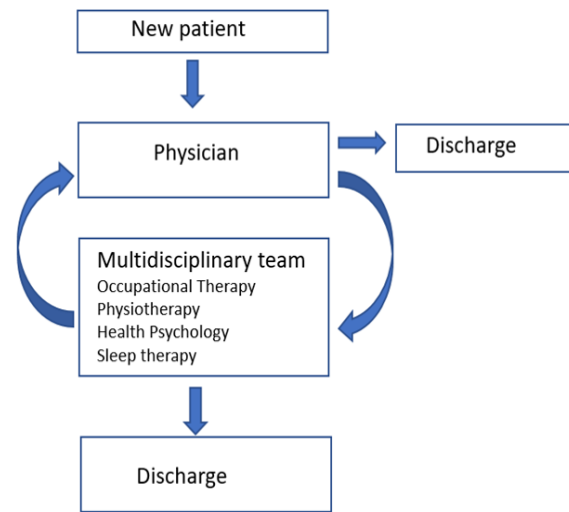 New patient
Physician
Discharge
Multidisciplinary team
Occupational Therapy
Physiotherapy
Health Psychology
Sleep therapy
Discharge